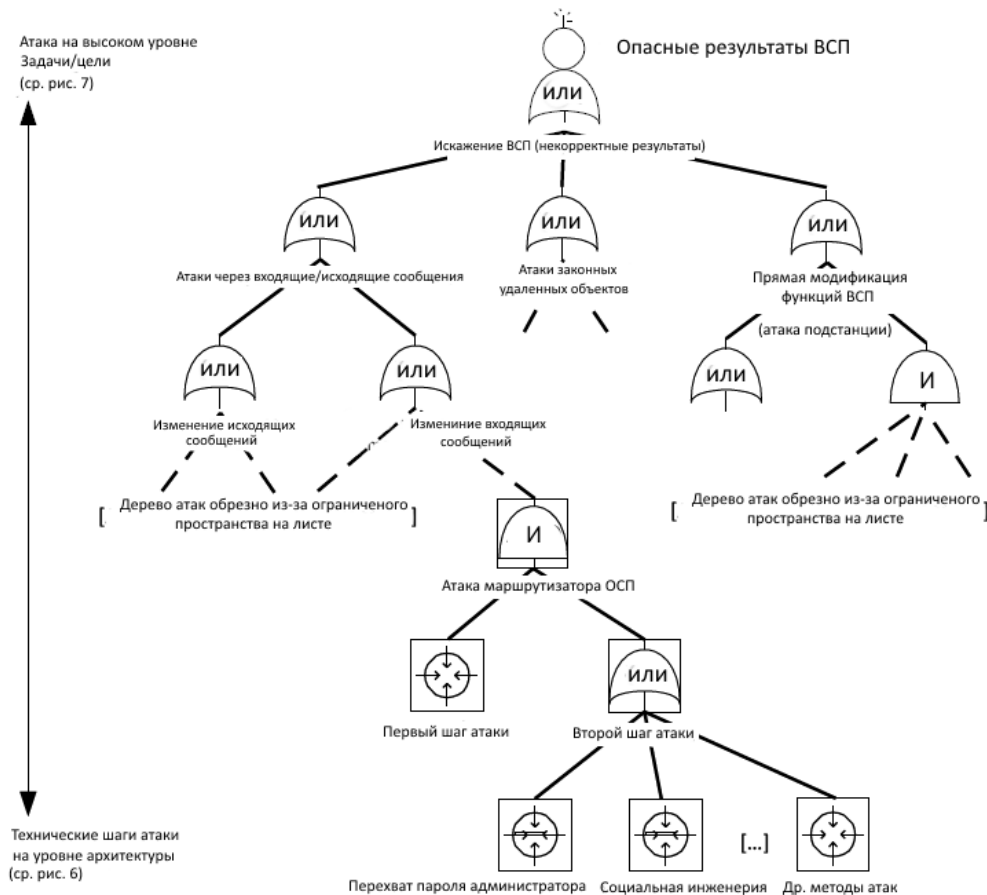 Атака на высоком уровне
Задачи/цели
(ср. рис. 7)
Опасные результаты ВСП
ИЛИ
Искажение ВСП (некорректные результаты)
ИЛИ
ИЛИ
ИЛИ
Атаки через входящие/исходящие сообщения
Атаки законных
удаленных объектов
Прямая модификация
функций ВСП
(атака подстанции)
ИЛИ
ИЛИ
ИЛИ
И
Изменение исходящих
сообщений
Измениние входящих
сообщений
[ Дерево атак обрезно из-за ограниченого
пространства на листе ]
[ Дерево атак обрезно из-за ограниченого
пространства на листе ]
И
Атака маршрутизатора ОСП
ИЛИ
Первый шаг атаки
Второй шаг атаки
[...]
Технические шаги атаки
на уровне архитектуры
(ср. рис. 6)
Перехват пароля администратора
Социальная инженерия
Др. методы атак